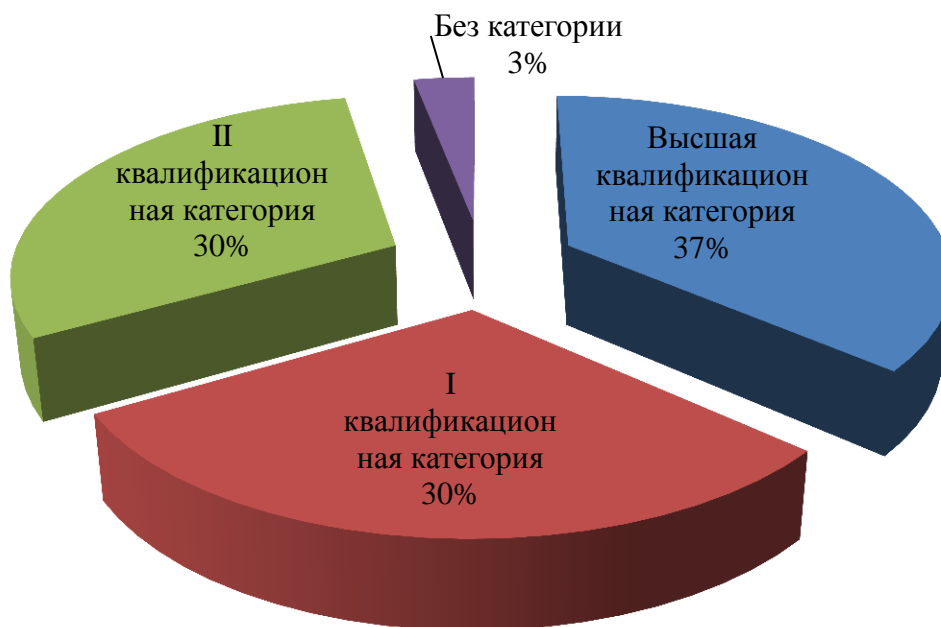 Без категории
3%
II
квалификацион
ная категория
30%
Высшая
квалификацион
ная категория
37%
I
квалификацион
ная категория
30%